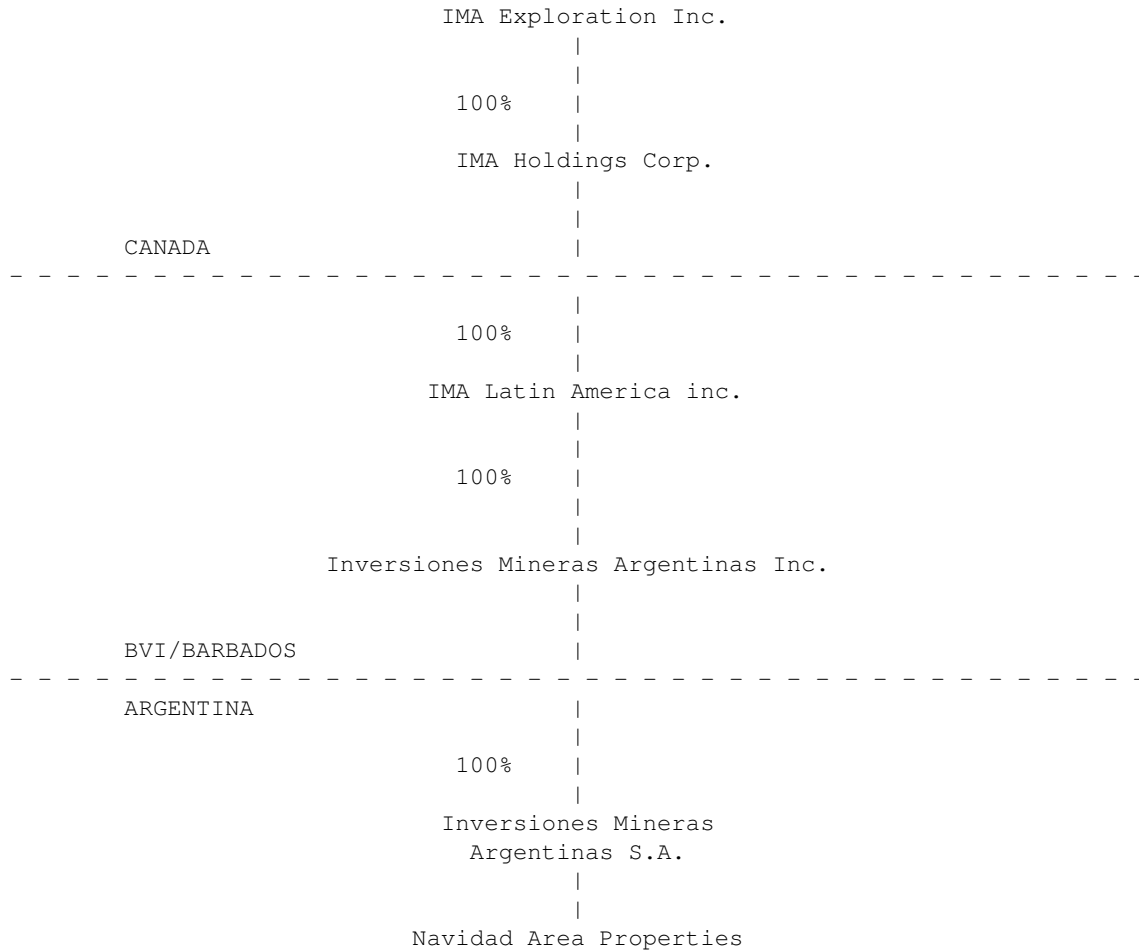 IMA Exploration Inc.
|
|
100% |
|
IMA Holdings Corp.
|
|
CANADA |
- - - - - - - - - - - - - - - - - - - - - - - - - - - - - - - - - - - - - - - -
|
100% |
|
IMA Latin America inc.
|
|
100% |
|
|
Inversiones Mineras Argentinas Inc.
|
|
BVI/BARBADOS |
- - - - - - - - - - - - - - - - - - - - - - - - - - - - - - - - - - - - - - - -
ARGENTINA |
|
100% |
|
Inversiones Mineras
Argentinas S.A.
|
|
Navidad Area Properties